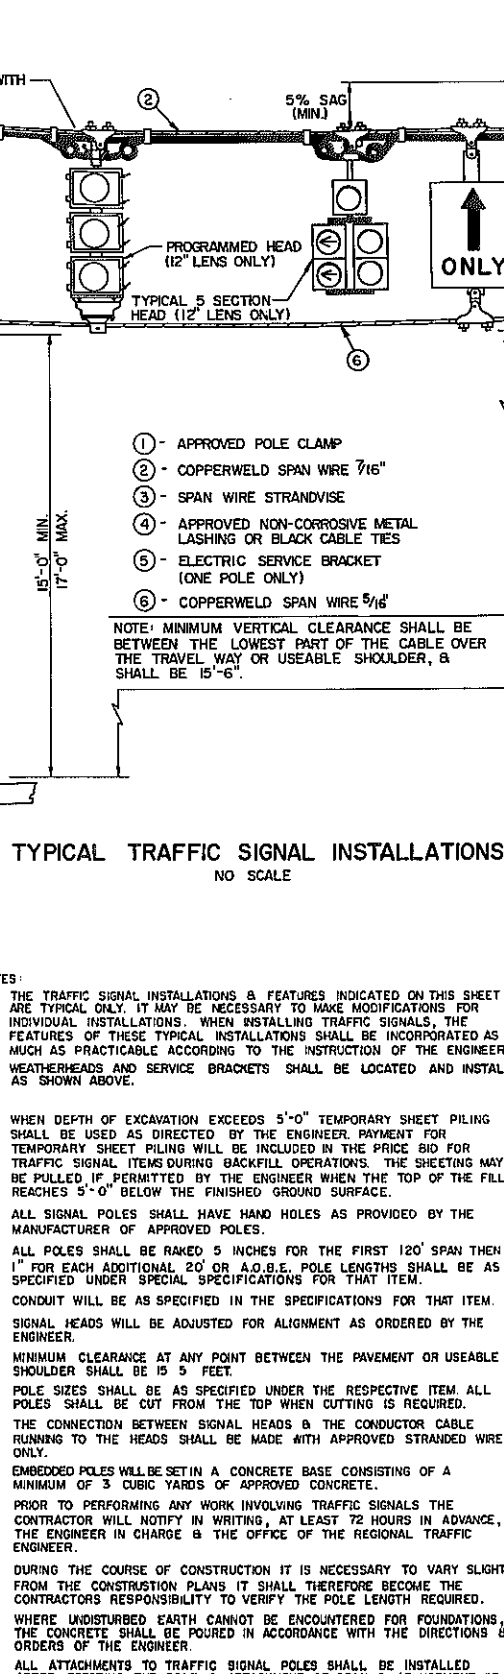 WITH
2
5% SAG
(MIN.)
PROGRAMMED HEAD
(12" LENS ONLY)
ONLY
TYPICAL 5 SECTION
HEAD (12" LENS ONLY)
6
1 - APPROVED POLE CLAMP
2 - COPPERWELD SPAN WIRE 7/16"
3 - SPAN WIRE STRANDVISE
4 - APPROVED NON-CORROSIVE METAL
LASHING OR BLACK CABLE TIES
5 - ELECTRIC SERVICE BRACKET
(ONE POLE ONLY)
6 - COPPERWELD SPAN WIRE 5/16"
15'-0" MIN.
17'-0" MAX.
NOTE: MINIMUM VERTICAL CLEARANCE SHALL BE
BETWEEN THE LOWEST PART OF THE CABLE OVER
THE TRAVEL WAY OR USEABLE SHOULDER, &
SHALL BE 15'-6".
TYPICAL TRAFFIC SIGNAL INSTALLATIONS
NO SCALE
TES:
THE TRAFFIC SIGNAL INSTALLATIONS & FEATURES INDICATED ON THIS SHEET
ARE TYPICAL ONLY. IT MAY BE NECESSARY TO MAKE MODIFICATIONS FOR
INDIVIDUAL INSTALLATIONS. WHEN INSTALLING TRAFFIC SIGNALS, THE
FEATURES OF THESE TYPICAL INSTALLATIONS SHALL BE INCORPORATED AS
MUCH AS PRACTICABLE ACCORDING TO THE INSTRUCTION OF THE ENGINEER
WEATHERHEADS AND SERVICE BRACKETS SHALL BE LOCATED AND INSTAL
AS SHOWN ABOVE.
WHEN DEPTH OF EXCAVATION EXCEEDS 5'-0" TEMPORARY SHEET PILING
SHALL BE USED AS DIRECTED BY THE ENGINEER. PAYMENT FOR
TEMPORARY SHEET PILING WILL BE INCLUDED IN THE PRICE BID FOR
TRAFFIC SIGNAL ITEMS DURING BACKFILL OPERATIONS. THE SHEETING MAY
BE PULLED IF PERMITTED BY THE ENGINEER WHEN THE TOP OF THE FILL
REACHES 5'-0" BELOW THE FINISHED GROUND SURFACE.
ALL SIGNAL POLES SHALL HAVE HAND HOLES AS PROVIDED BY THE
MANUFACTURER OF APPROVED POLES.
ALL POLES SHALL BE RAKED 5 INCHES FOR THE FIRST 120' SPAN THEN
1" FOR EACH ADDITIONAL 20' OR A.O.B.E. POLE LENGTHS SHALL BE AS
SPECIFIED UNDER SPECIAL SPECIFICATIONS FOR THAT ITEM.
CONDUIT WILL BE AS SPECIFIED IN THE SPECIFICATIONS FOR THAT ITEM.
SIGNAL HEADS WILL BE ADJUSTED FOR ALIGNMENT AS ORDERED BY THE
ENGINEER.
MINIMUM CLEARANCE AT ANY POINT BETWEEN THE PAVEMENT OR USEABLE
SHOULDER SHALL BE 15 5 FEET.
POLE SIZES SHALL BE AS SPECIFIED UNDER THE RESPECTIVE ITEM. ALL
POLES SHALL BE CUT FROM THE TOP WHEN CUTTING IS REQUIRED.
THE CONNECTION BETWEEN SIGNAL HEADS & THE CONDUCTOR CABLE
RUNNING TO THE HEADS SHALL BE MADE WITH APPROVED STRANDED WIRE
ONLY.
EMBEDDED POLES WILL BE SET IN A CONCRETE BASE CONSISTING OF A
MINIMUM OF 3 CUBIC YARDS OF APPROVED CONCRETE.
PRIOR TO PERFORMING ANY WORK INVOLVING TRAFFIC SIGNALS THE
CONTRACTOR WILL NOTIFY IN WRITING, AT LEAST 72 HOURS IN ADVANCE,
THE ENGINEER IN CHARGE & THE OFFICE OF THE REGIONAL TRAFFIC
ENGINEER.
DURING THE COURSE OF CONSTRUCTION IT IS NECESSARY TO VARY SLIGHT
FROM THE CONSTRUSTION PLANS IT SHALL THEREFORE BECOME THE
CONTRACTORS RESPONSIBILITY TO VERIFY THE POLE LENGTH REQUIRED.
WHERE UNDISTURBED EARTH CANNOT BE ENCOUNTERED FOR FOUNDATIONS,
THE CONCRETE SHALL BE POURED IN ACCORDANCE WITH THE DIRECTIONS &
ORDERS OF THE ENGINEER.
ALL ATTACHMENTS TO TRAFFIC SIGNAL POLES SHALL BE INSTALLED